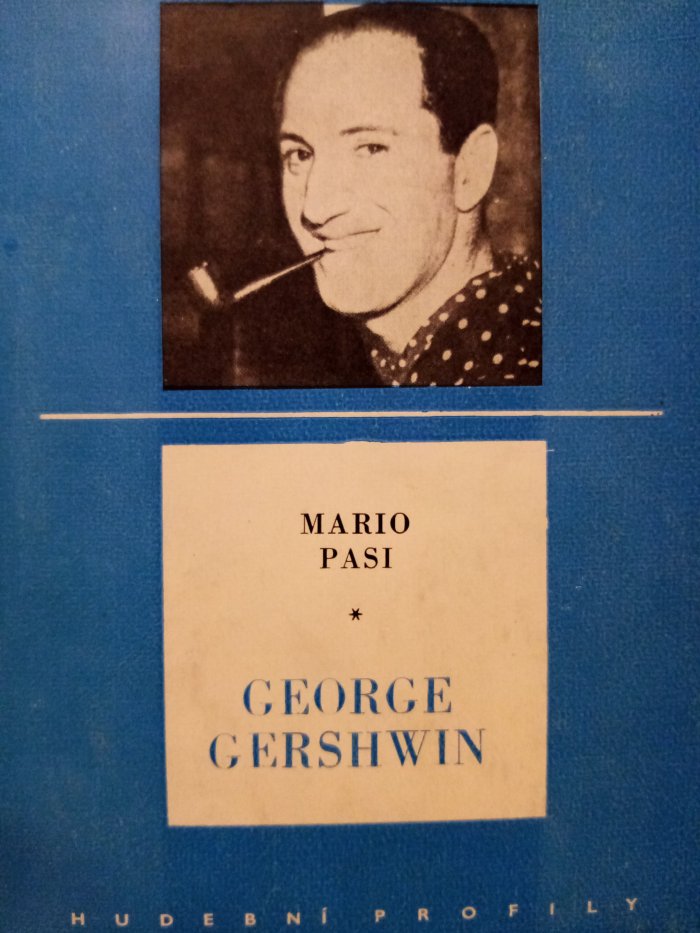 MARIO
PASI
*
GEORGE
GERSHWIN
HUDEBNÍ PROFILY